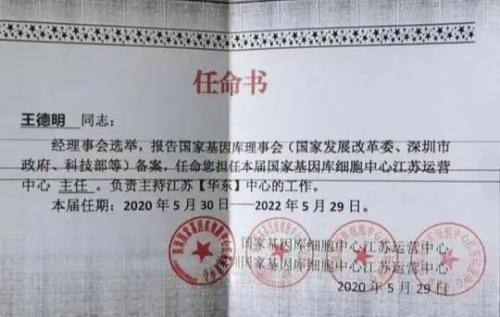 任命书
王德明 同志:
经理事会选举，报告国家基因库理事会（国家发展改革委、深圳市
政府、科技部等）备案，任命您担任本届国家基因库细胞中心江苏运营
中心 主任 。负责主持江苏【华东】中心的工作。
本届任期：2020 年 5 月 30 日——2022 年 5 月 29 日。
国家基因库细胞中心江苏运营中心
圳国家基因库细胞中心江苏运营中心
2020 年 5 月 29 日